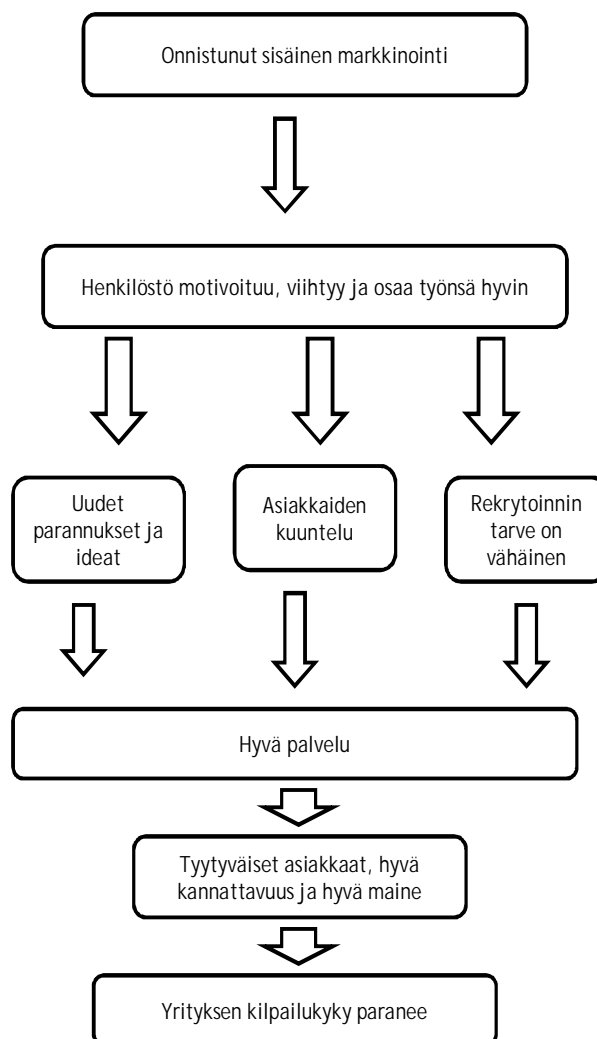 Onnistunut sisäinen markkinointi
Henkilöstö motivoituu, viihtyy ja osaa työnsä hyvin
Uudet
parannukset ja
ideat
Asiakkaiden
kuuntelu
Rekrytoinnin
tarve on
vähäinen
Hyvä palvelu
Tyytyväiset asiakkaat, hyvä
kannattavuus ja hyvä maine
Yrityksen kilpailukyky paranee